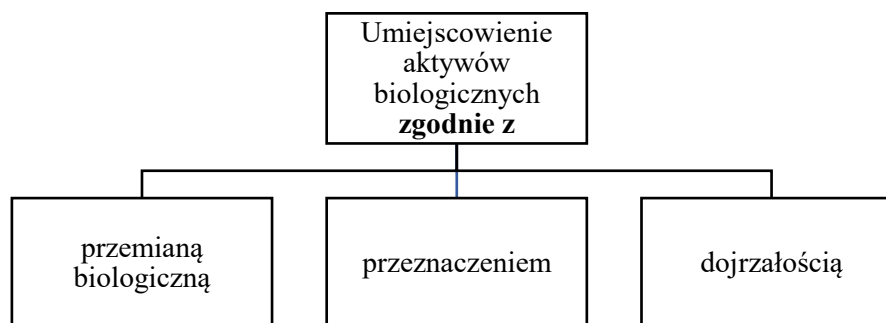 Umiejscowienie
aktywów
biologicznych
zgodnie z
przemianą
biologiczną
przeznaczeniem
dojrzałością